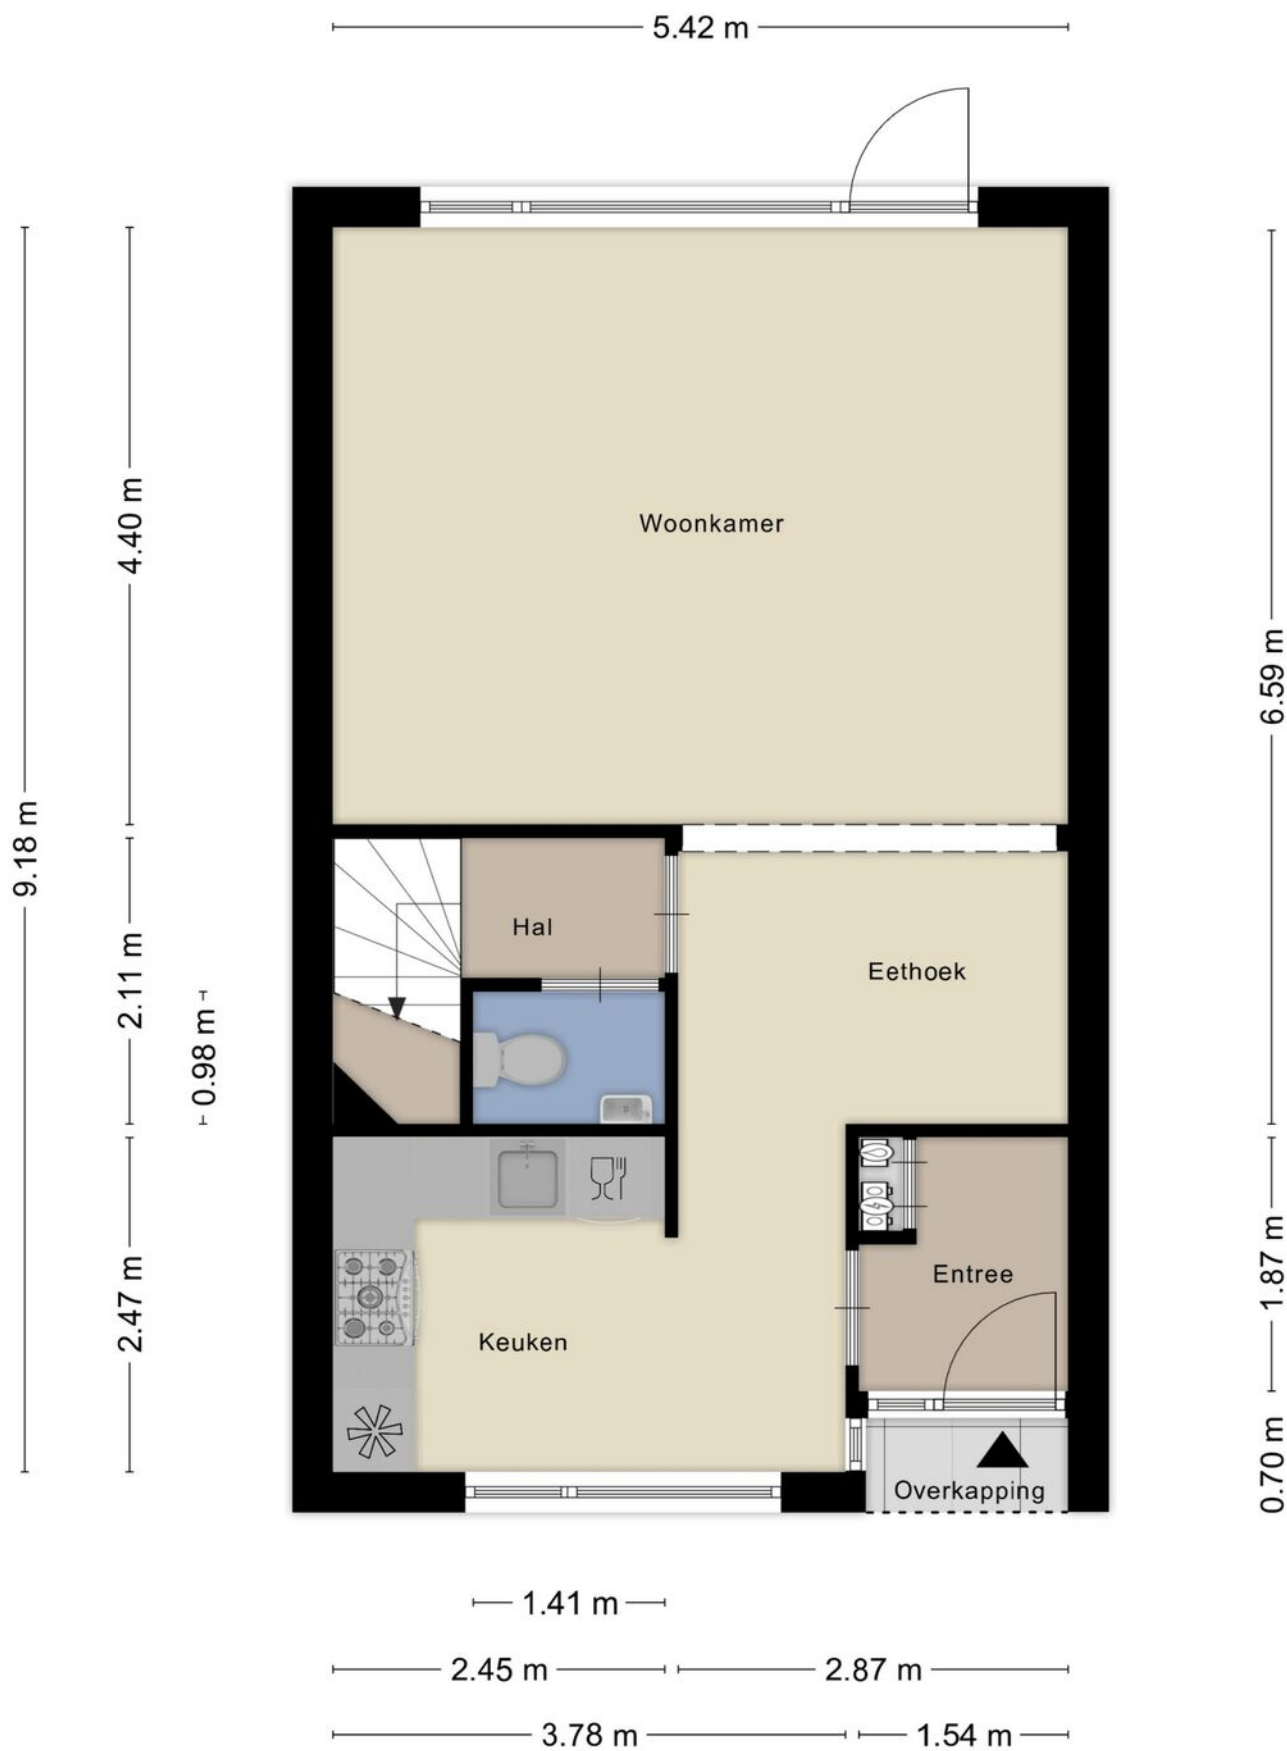 5.42 m
Woonkamer
4.40 m
6.59 m
9.18 m
Hal
2.11 m
Eethoek
0.98 m
Entree
1.87 m
2.47 m
Keuken
Overkapping
0.70 m
1.41 m
2.45 m
2.87 m
3.78 m
1.54 m